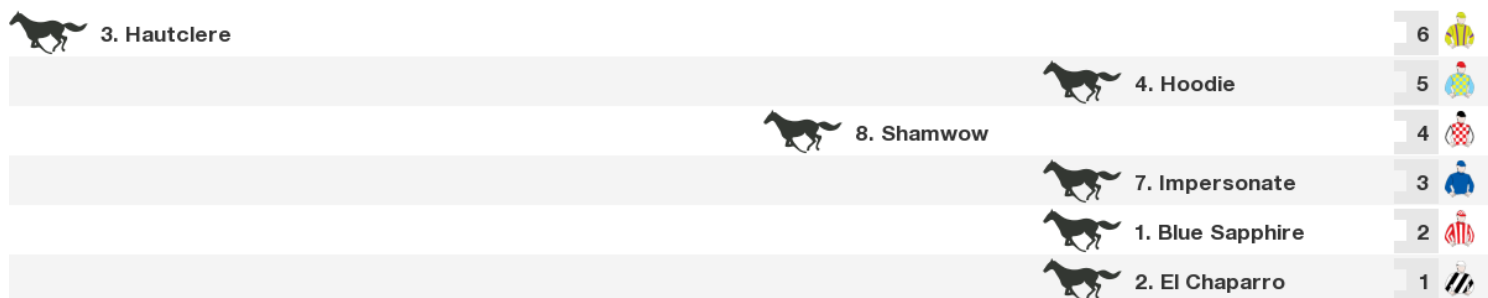 3. Hautclere 6
4. Hoodie 5
8. Shamwow 4
7. Impersonate 3
1. Blue Sapphire 2
2. El Chaparro 1